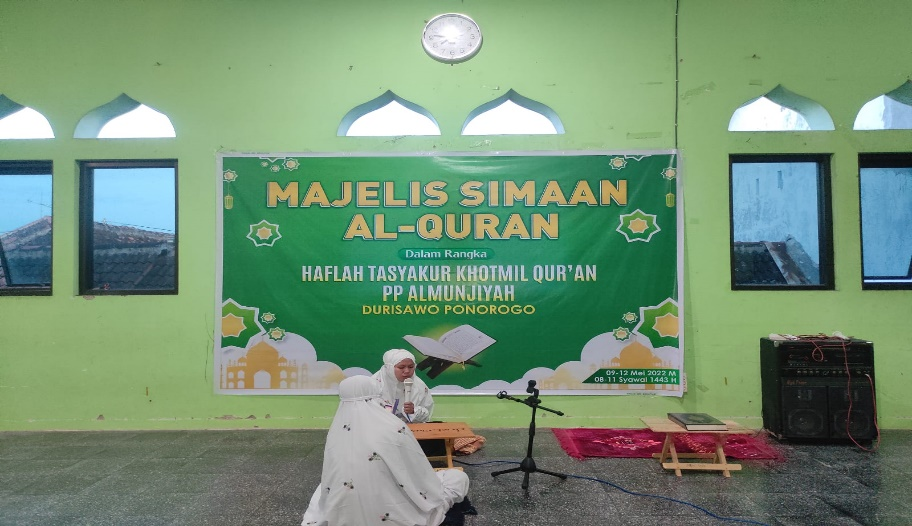 MAJELIS SIMAAN
AL-QURAN
Dalam Rangka
HAFLAH TASYAKUR KHOTMIL QUR'AN
PP ALMUNJIYAH
DURISAWO PONOROGO
09-12 Mei 2022 M
08-11 Syawal 1443 H